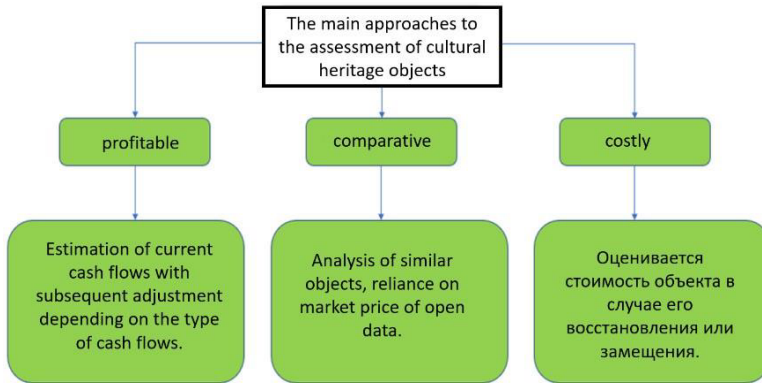 The main approaches to
the assessment of cultural
heritage objects
profitable
comparative
costly
Estimation of current
cash flows with
subsequent adjustment
depending on the type
of cash flows.
Analysis of similar
objects, reliance on
market price of open
data.
Оценивается
стоимость объекта в
случае его
восстановления или
замещения.